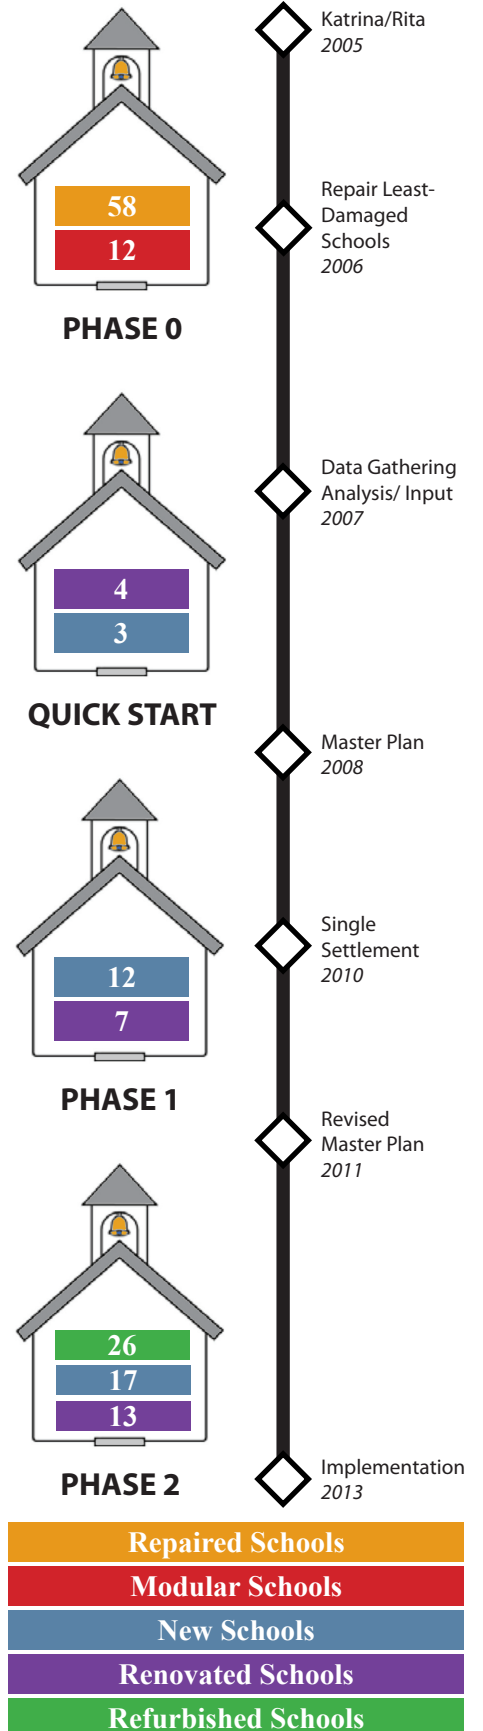 Katrina/Rita
2005
58
12
PHASE 0
Repair Least-
Damaged
Schools
2006
Data Gathering
Analysis/ Input
2007
4
3
QUICK START
Master Plan
2008
Single
Settlement
2010
12
7
PHASE 1
Revised
Master Plan
2011
26
17
13
PHASE 2
Implementation
2013
Repaired Schools
Modular Schools
New Schools
Renovated Schools
Refurbished Schools